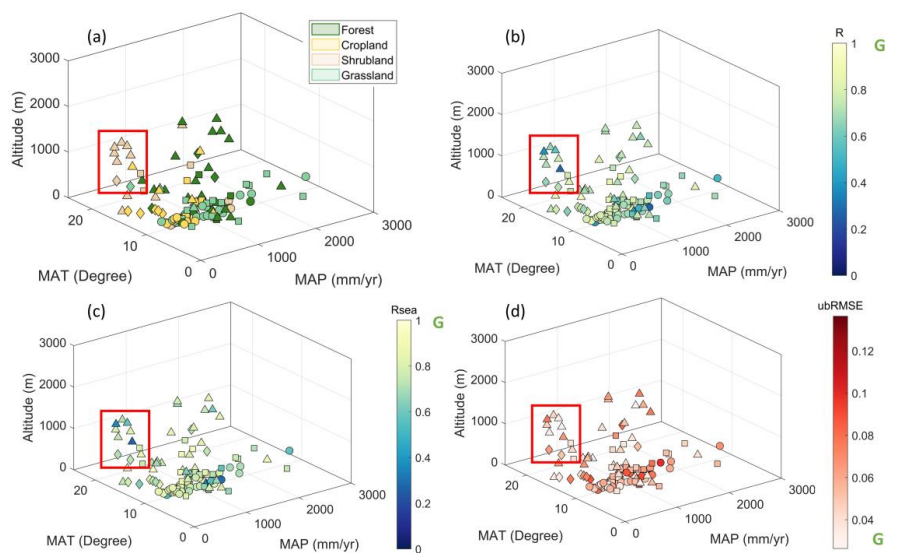 (a)
Forest
Cropland
Shrubland
Grassland
3000
2000
1000
0
Altitude (m)
20
10
0
MAT (Degree)
0
1000
2000
3000
MAP (mm/yr)
(b)
R
G
1
0.8
0.6
0.4
0.2
0
3000
2000
1000
0
Altitude (m)
20
10
0
MAT (Degree)
0
1000
2000
3000
MAP (mm/yr)
(c)
Rsea
G
1
0.8
0.6
0.4
0.2
0
3000
2000
1000
0
Altitude (m)
20
10
0
MAT (Degree)
0
1000
2000
3000
MAP (mm/yr)
(d)
ubRMSE
0.12
0.1
0.08
0.06
0.04
G
3000
2000
1000
0
Altitude (m)
20
10
0
MAT (Degree)
0
1000
2000
3000
MAP (mm/yr)